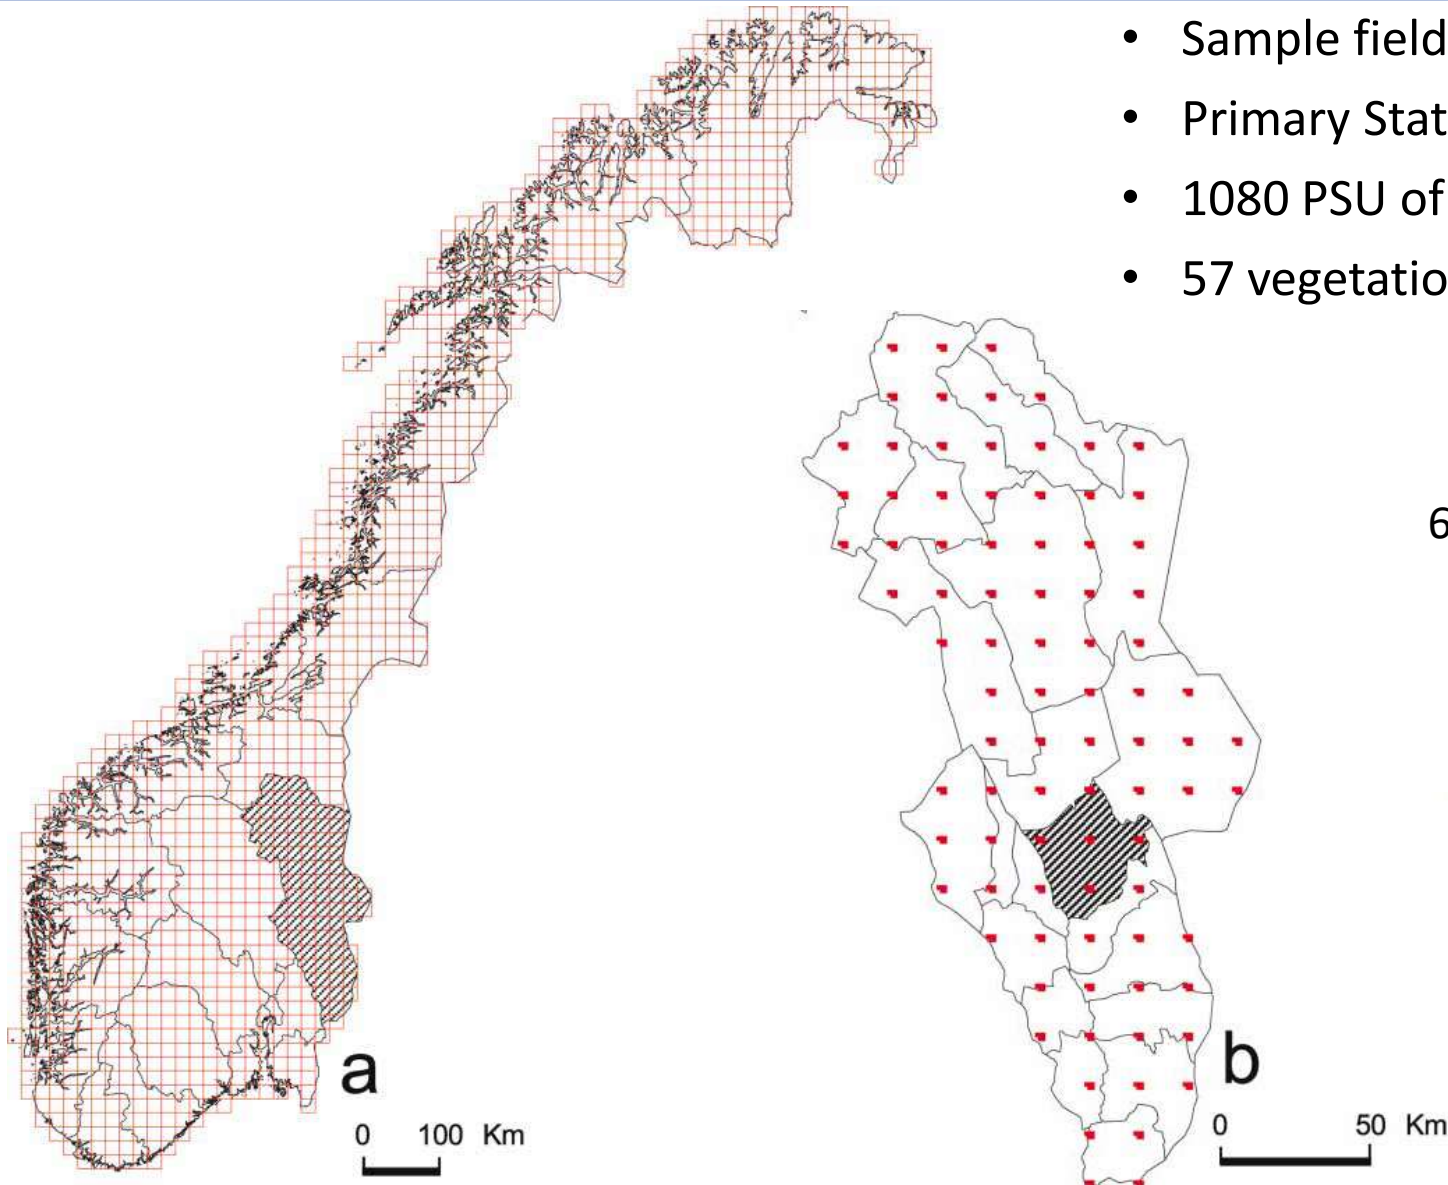 • Sample field
• Primary Stat
• 1080 PSU of
• 57 vegetatio
6
a
b
0 100 Km
0 50 Km